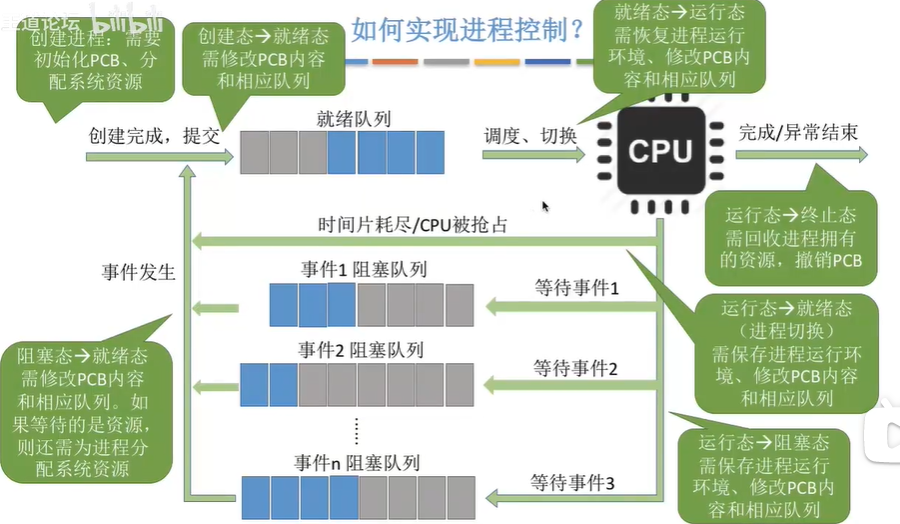 王道论坛 bilibili
如何实现进程控制？
创建进程：需要
初始化PCB、分
配系统资源
创建态→就绪态
需修改PCB内容
和相应队列
就绪态→运行态
需恢复进程运行
环境、修改PCB内
容和相应队列
创建完成，提交
就绪队列
调度、切换
CPU
完成/异常结束
运行态→终止态
需回收进程拥有
的资源，撤销PCB
时间片耗尽/CPU被抢占
事件发生
事件1 阻塞队列
等待事件1
运行态→就绪态
（进程切换）
需保存进程运行环
境、修改PCB内容
和相应队列
阻塞态→就绪态
需修改PCB内容
和相应队列。如
果等待的是资源，
则还需为进程分
配系统资源
事件2 阻塞队列
等待事件2
……
事件n 阻塞队列
等待事件3
运行态→阻塞态
需保存进程运行
环境、修改PCB内
容和相应队列